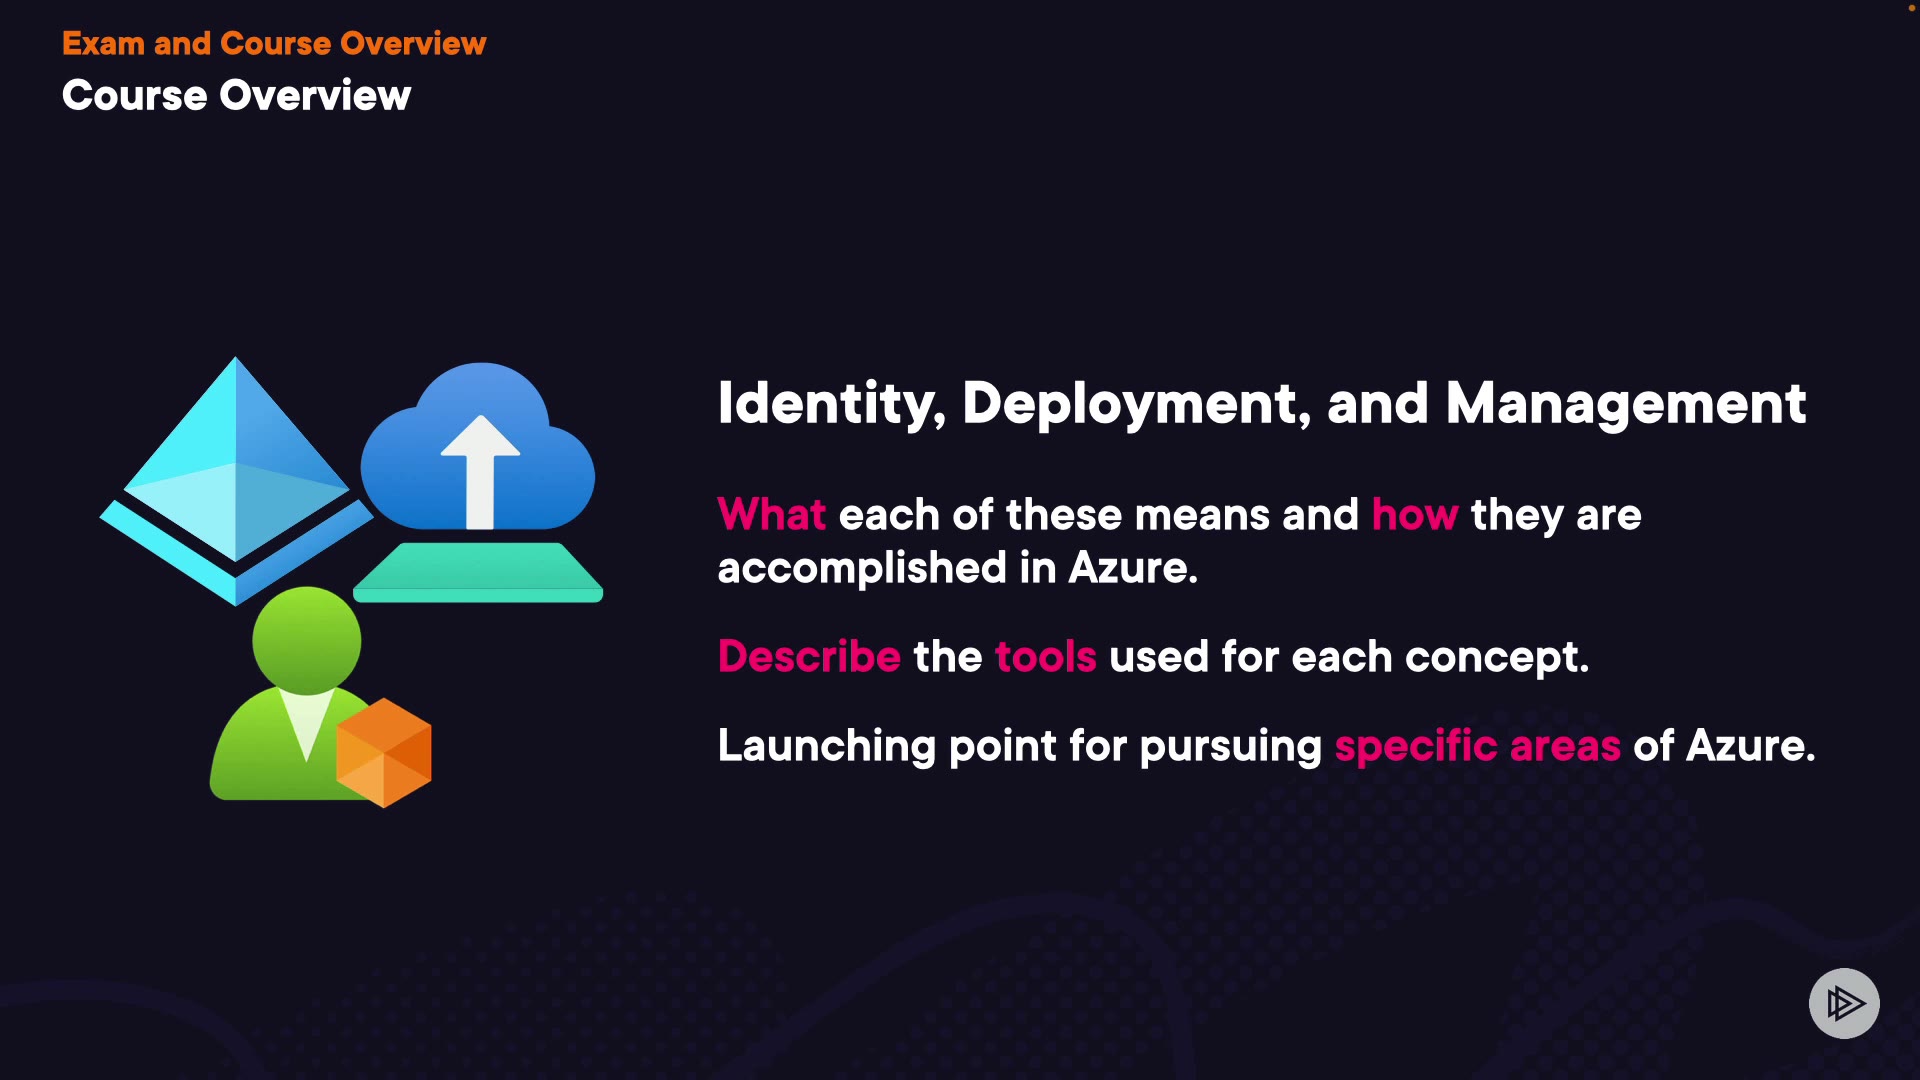 Exam and Course Overview
Course Overview
Identity, Deployment, and Management
What each of these means and how they are
accomplished in Azure.
Describe the tools used for each concept.
Launching point for pursuing specific areas of Azure.